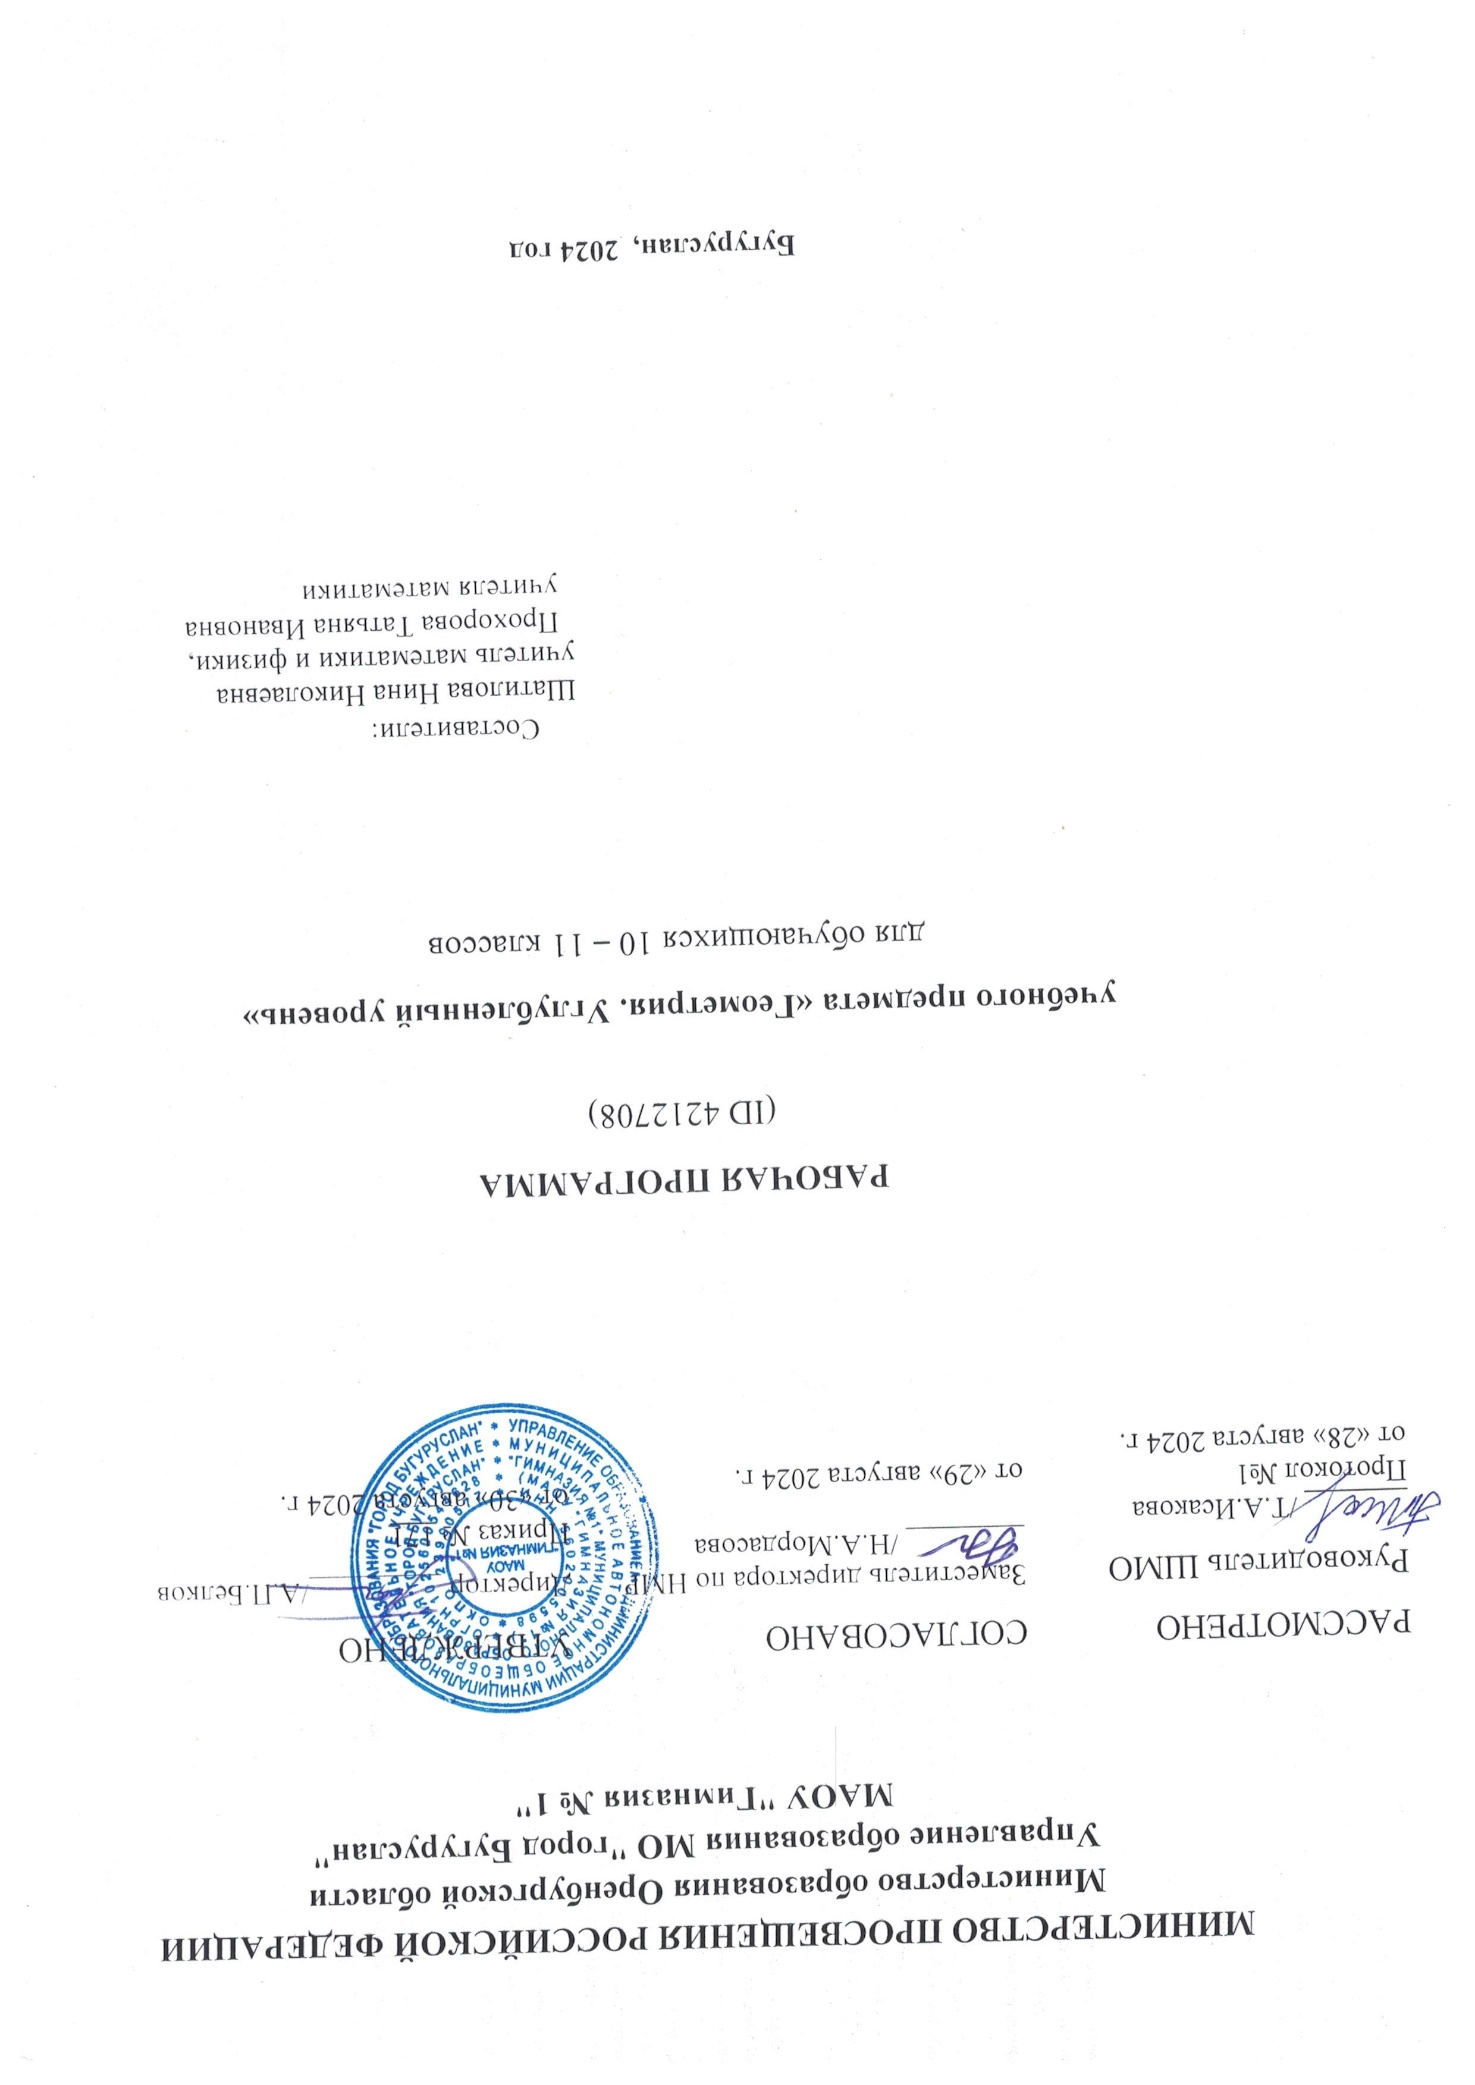 МИНИСТЕРСТВО ПРОСВЕЩЕНИЯ РОССИЙСКОЙ ФЕДЕРАЦИИ
Министерство образования Оренбургской области
Управление образования МО "город Бугуруслан"
МАОУ "Гимназия № 1"
РАССМОТРЕНО
Руководитель ШМО
/Т.А.Исакова
Протокол №1
от «28» августа 2024 г.
СОГЛАСОВАНО
Заместитель директора по НМР
/Н.А.Мордасова
от «29» августа 2024 г
УТВЕРЖДЕНО
Директор
/А.П.Белков
Приказ №
от «30» августа 2024 г.
МАОУ
"ГИМНАЗИЯ №1"
РАБОЧАЯ ПРОГРАММА
(ID 4212708)
учебного предмета «Геометрия. Углубленный уровень»
для обучающихся 10 – 11 классов
Составители:
Шатилова Нина Николаевна
учитель математики и физики,
Прохорова Татьяна Ивановна
учителя математики
Бугуруслан, 2024 год